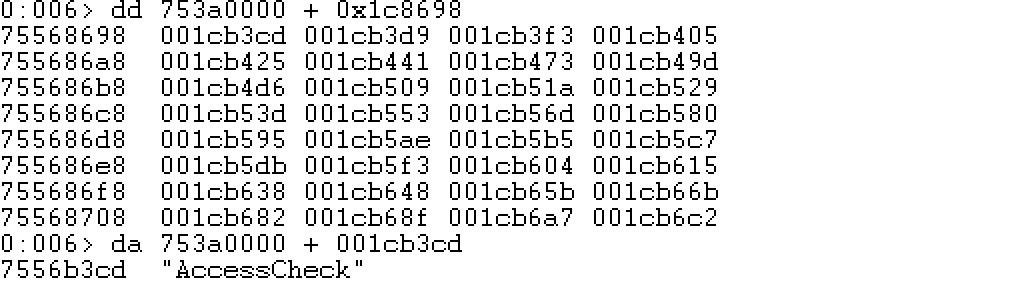 0:006> dd 753a0000 + 0x1c8698
75568698  001cb3cd 001cb3d9 001cb3f3 001cb405
755686a8  001cb425 001cb441 001cb473 001cb49d
755686b8  001cb4d6 001cb509 001cb51a 001cb529
755686c8  001cb53d 001cb553 001cb56d 001cb580
755686d8  001cb595 001cb5ae 001cb5b5 001cb5c7
755686e8  001cb5db 001cb5f3 001cb604 001cb615
755686f8  001cb638 001cb648 001cb65b 001cb66b
75568708  001cb682 001cb68f 001cb6a7 001cb6c2
0:006> da 753a0000 + 001cb3cd
7556b3cd  "AccessCheck"